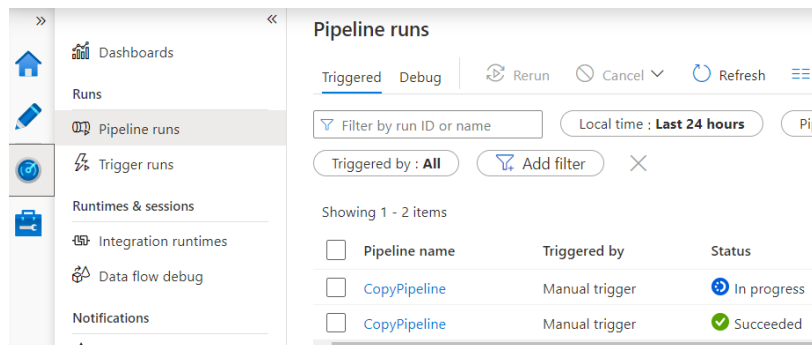 Dashboards
Runs
Pipeline runs
Trigger runs
Runtimes & sessions
Integration runtimes
Data flow debug
Notifications
Pipeline runs
Triggered Debug Rerun Cancel Refresh
Filter by run ID or name Local time : Last 24 hours Pi
Triggered by : All Add filter
Showing 1 - 2 items
Pipeline name Triggered by Status
CopyPipeline Manual trigger In progress
CopyPipeline Manual trigger Succeeded